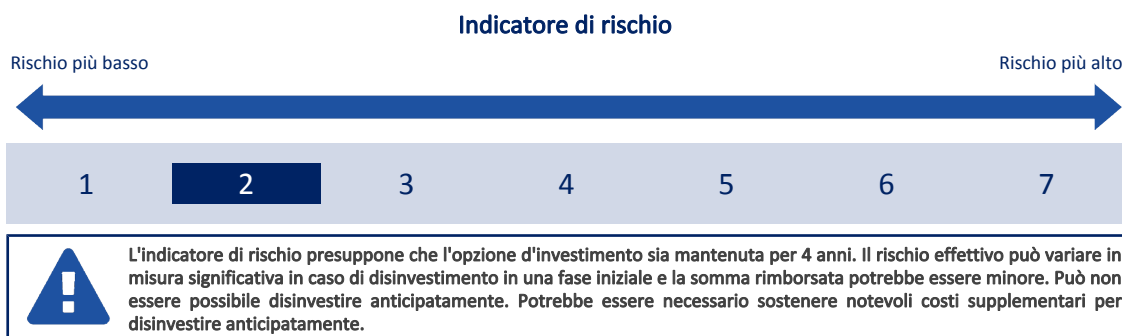 Indicatore di rischio
Rischio più basso Rischio più alto
1 2 3 4 5 6 7
L'indicatore di rischio presuppone che l'opzione d'investimento sia mantenuta per 4 anni. Il rischio effettivo può variare in
misura significativa in caso di disinvestimento in una fase iniziale e la somma rimborsata potrebbe essere minore. Può non
essere possibile disinvestire anticipatamente. Potrebbe essere necessario sostenere notevoli costi supplementari per
disinvestire anticipatamente.